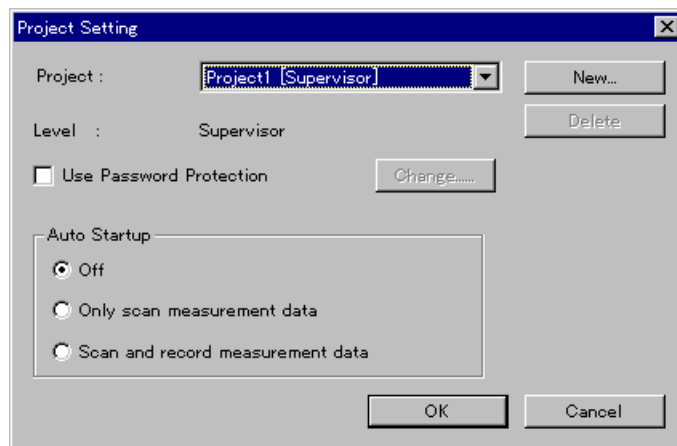 Project Setting
Project : Project1 [Supervisor] New...
Level : Supervisor Delete
Use Password Protection Change......
Auto Startup
Off
Only scan measurement data
Scan and record measurement data
OK Cancel